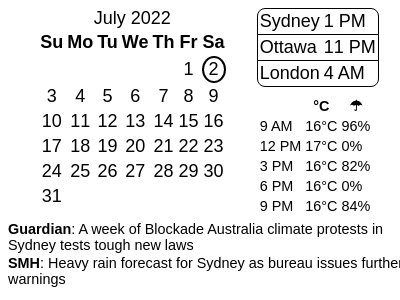 July 2022
Su Mo Tu We Th Fr Sa
1 2
3 4 5 6 7 8 9
10 11 12 13 14 15 16
17 18 19 20 21 22 23
24 25 26 27 28 29 30
31
Sydney 1 PM
Ottawa 11 PM
London 4 AM
°C ☂
9 AM 16°C 96%
12 PM 17°C 0%
3 PM 16°C 82%
6 PM 16°C 0%
9 PM 16°C 84%
Guardian: A week of Blockade Australia climate protests in
Sydney tests tough new laws
SMH: Heavy rain forecast for Sydney as bureau issues further
warnings